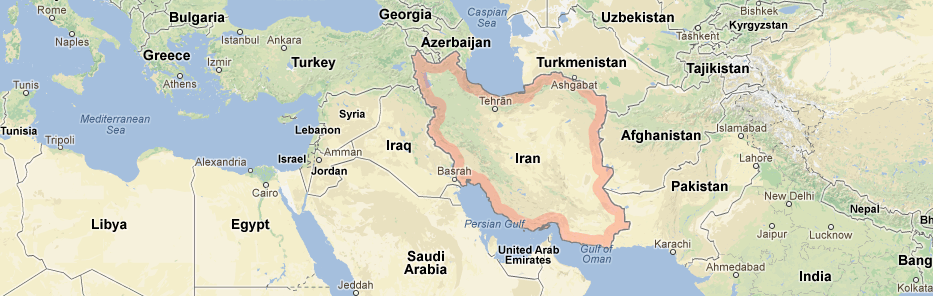 Rome
Naples
Bulgaria
Georgia
Caspian
Sea
Uzbekistan
Bishkek
Kyrgyzstan
Tashkent
Istanbul
Ankara
Azerbaijan
Greece
Izmir
Turkey
Turkmenistan
Tajikistan
Athens
Ashgabat
Tunis
Tehran
Mediterranean
Sea
Syria
Tunisia
Tripoli
Lebanon
Iraq
Iran
Afghanistan
Islamabad
Alexandria
Israel
Amman
Jordan
Basrah
Lahore
Cairo
Pakistan
New Delhi
Nepal
Libya
Egypt
Persian Gulf
Jaipur
Lucknow
Bh
Saudi
Arabia
United Arab
Emirates
Gulf of
Oman
Karachi
Ahmedabad
India
Bang
Jeddah
Kolkata